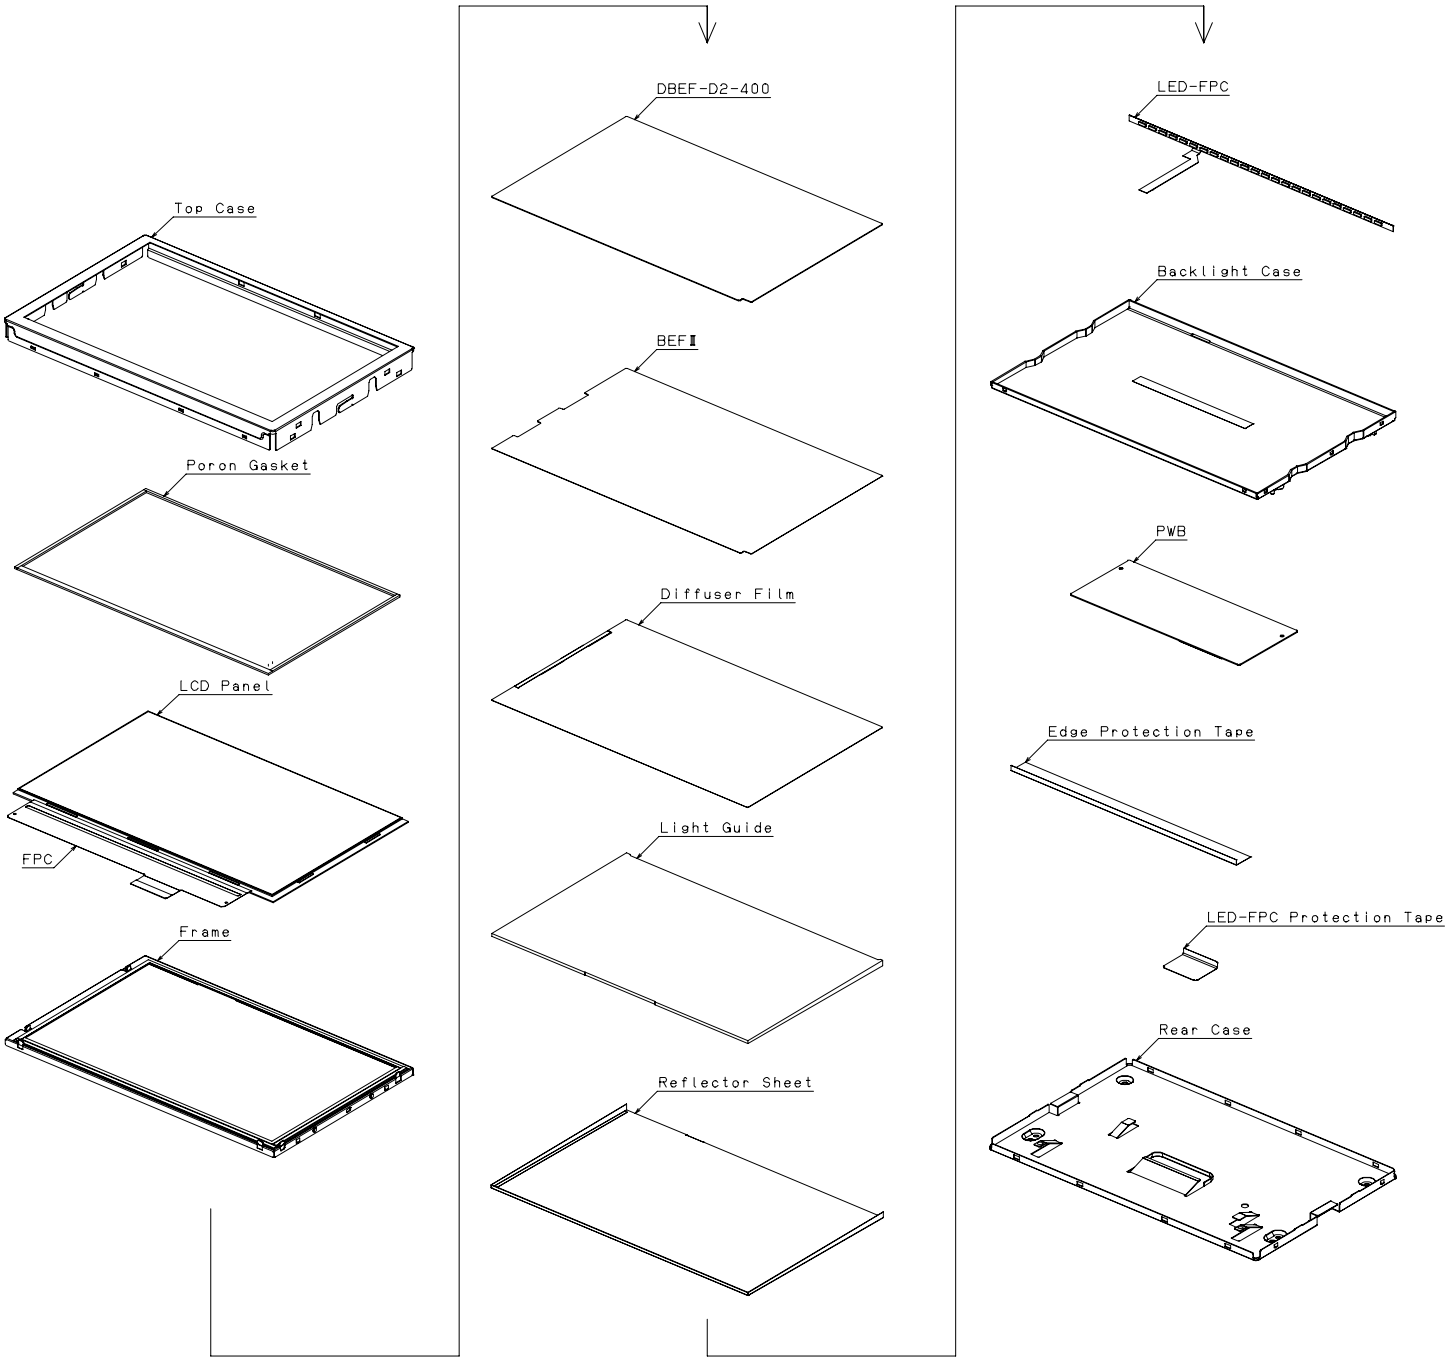 Top Case
Poron Gasket
LCD Panel
FPC
Frame
DBEF-D2-400
BEFⅡ
Diffuser Film
Light Guide
Reflector Sheet
LED-FPC
Backlight Case
PWB
Edge Protection Tape
LED-FPC Protection Tape
Rear Case